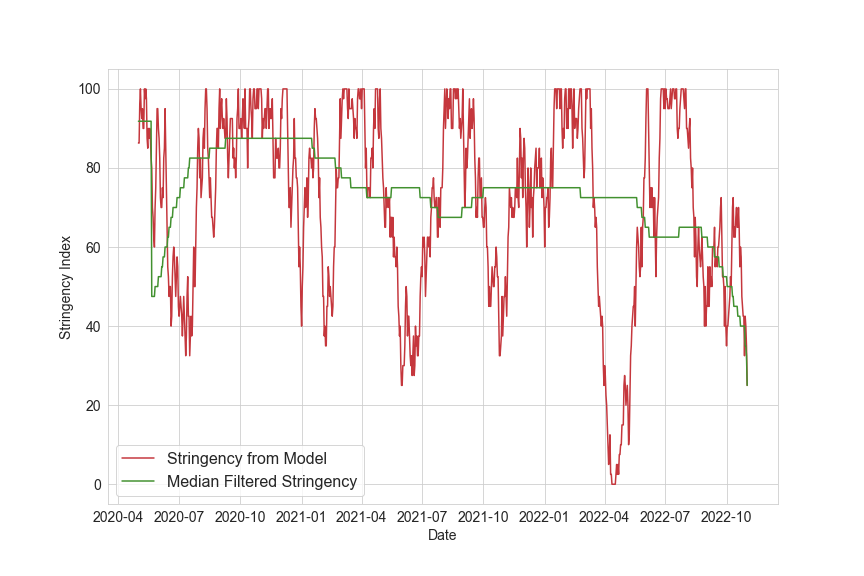 100
80
60
40
20
0
Stringency Index
Stringency from Model
Median Filtered Stringency
2020-04 2020-07 2020-10 2021-01 2021-04 2021-07 2021-10 2022-01 2022-04 2022-07 2022-10
Date